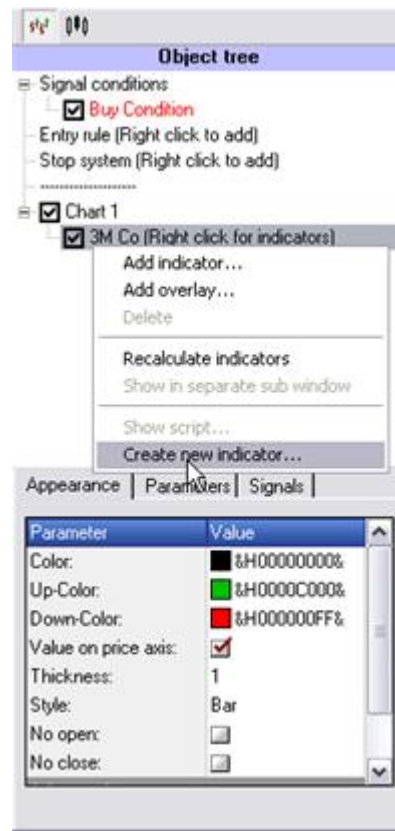 Object tree
Signal conditions
Buy Condition
Entry rule (Right click to add)
Stop system (Right click to add)
--------------------
Chart 1
3M Co (Right click for indicators)
Add indicator...
Add overlay...
Delete
Recalculate indicators
Show in separate sub window
Show script...
Create new indicator...
Appearance Parameters Signals
Parameter Value
Color: &H00000000&
Up-Color: &H0000C000&
Down-Color: &H000000FF&
Value on price axis:
Thickness: 1
Style: Bar
No open:
No close: